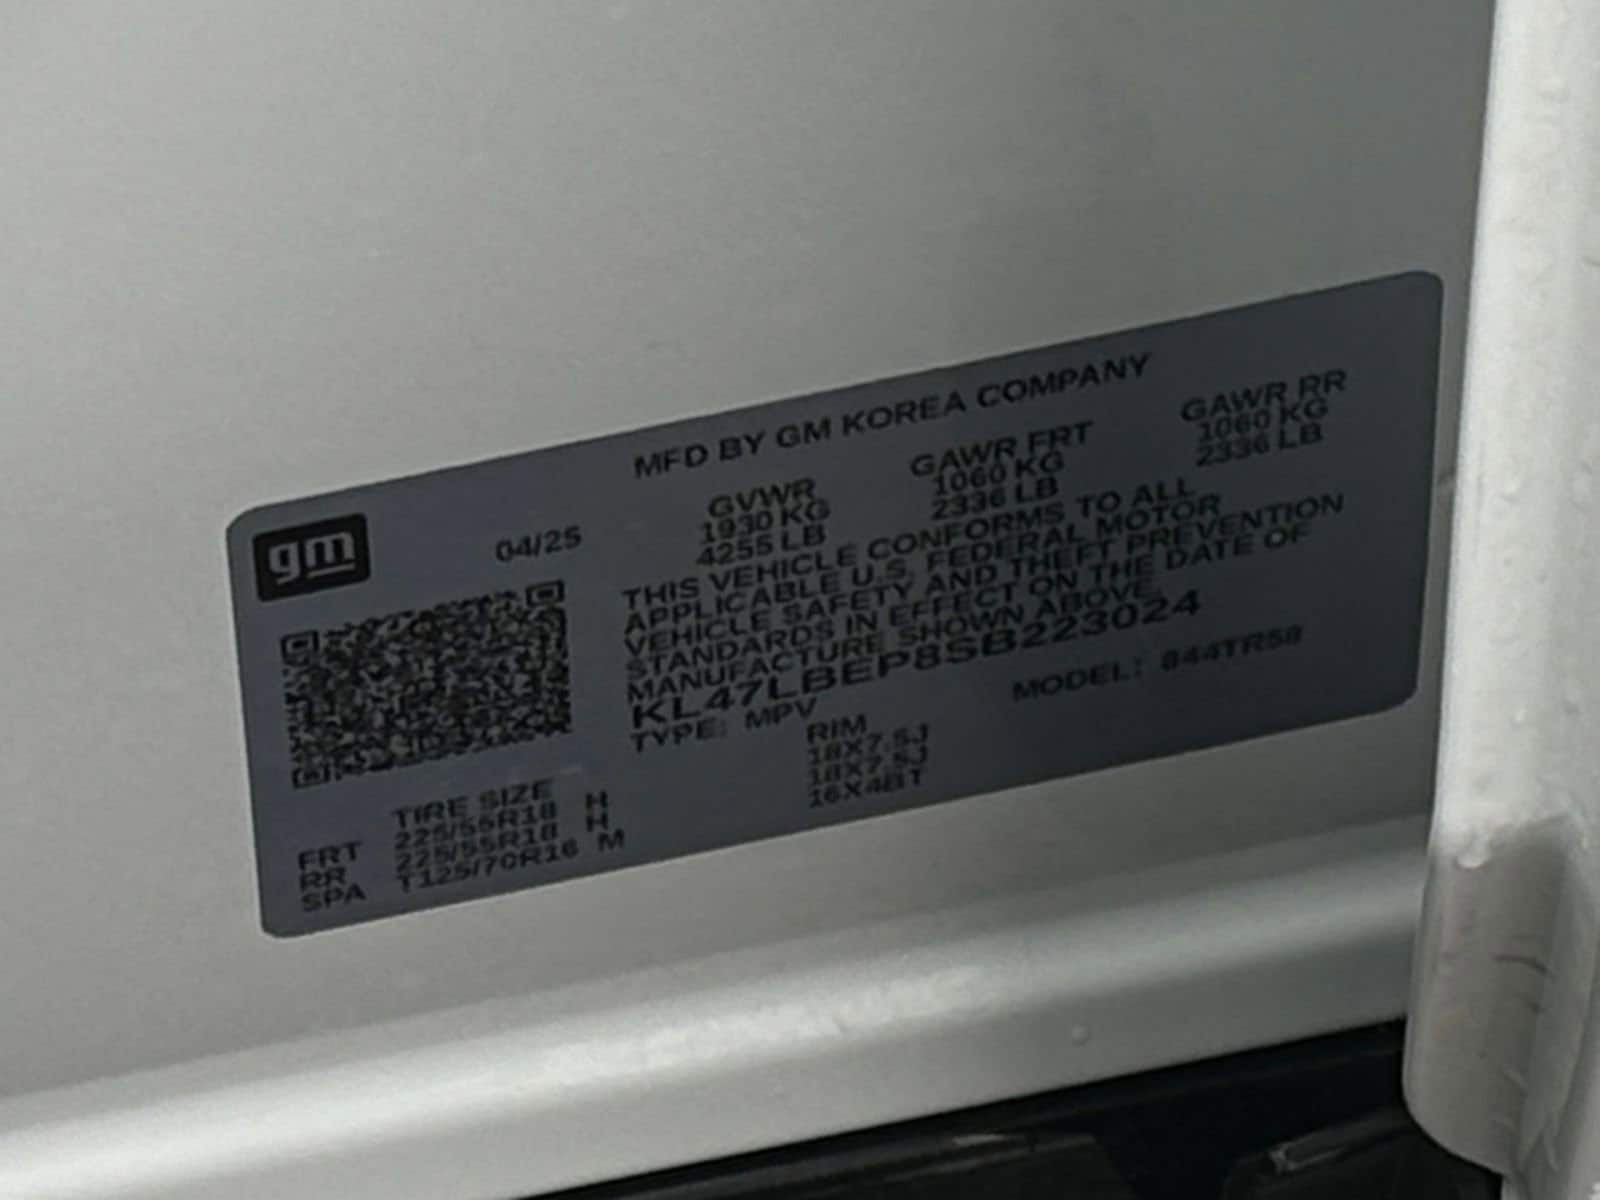 MFD BY GM KOREA COMPANY
gm
04/25
GVWR GAWR FRT GAWR RR
1930 KG 1060 KG 1060 KG
4255 LB 2336 LB 2336 LB
THIS VEHICLE CONFORMS TO ALL
APPLICABLE U.S. FEDERAL MOTOR
VEHICLE SAFETY AND THEFT PREVENTION
STANDARDS IN EFFECT ON THE DATE OF
MANUFACTURE SHOWN ABOVE
KL47LBEP8SB223024
TYPE: MPV MODEL: 844TR58
TIRE SIZE RIM
FRT 225/55R18 H 18X7.5J
RR 225/55R18 H 18X7.5J
SPA T125/70R16 M 16X4BT